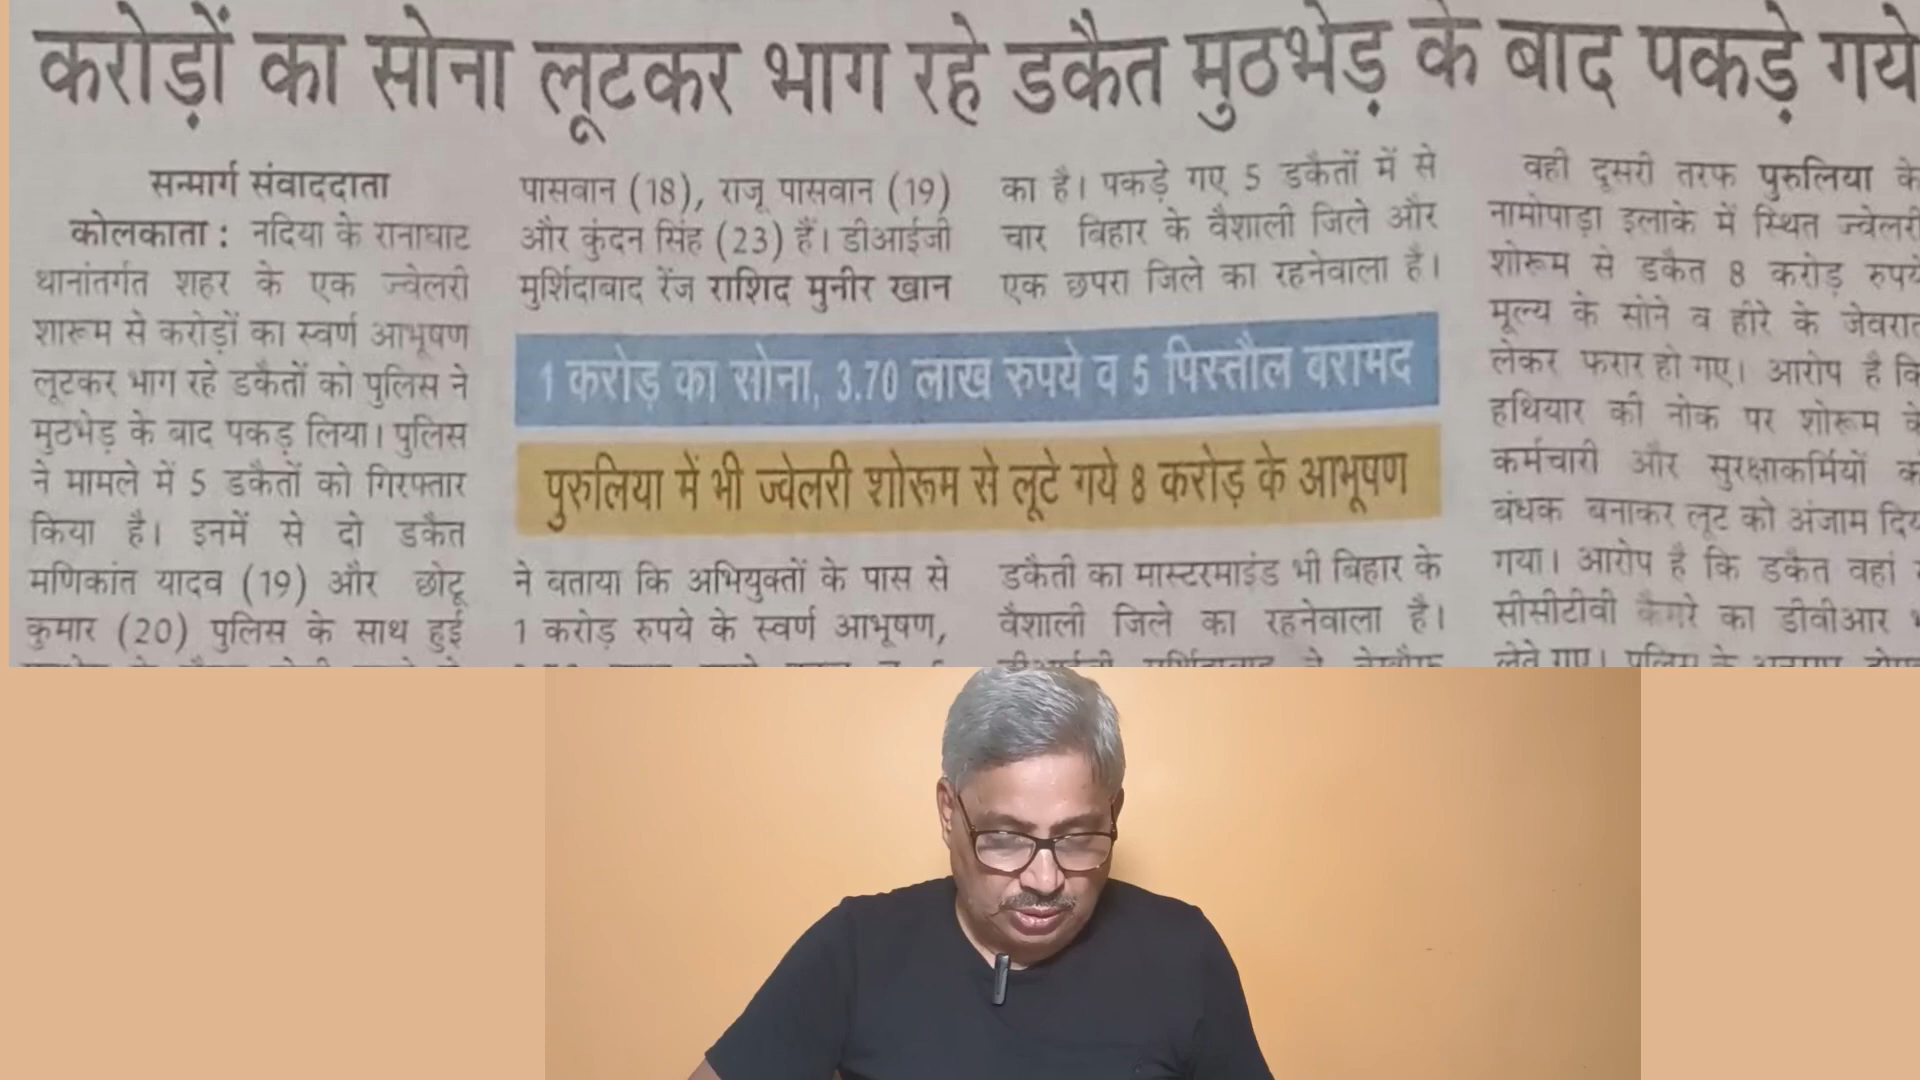 करोड़ों का सोना लूटकर भाग रहे डकैत मुठभेड़ के बाद पकड़े गये
सन्मार्ग संवाददाता
कोलकाता : नदिया के रानाघाट
थानांतर्गत शहर के एक ज्वेलरी
शारूम से करोड़ों का स्वर्ण आभूषण
लूटकर भाग रहे डकैतों को पुलिस ने
मुठभेड़ के बाद पकड़ लिया। पुलिस
ने मामले में 5 डकैतों को गिरफ्तार
किया है। इनमें से दो डकैत
मणिकांत यादव (19) और छोटू
कुमार (20) पुलिस के साथ हुई
पासवान (18), राजू पासवान (19)
और कुंदन सिंह (23) हैं। डीआईजी
मुर्शिदाबाद रेंज राशिद मुनीर खान
का है। पकड़े गए 5 डकैतों में से
चार बिहार के वैशाली जिले और
एक छपरा जिले का रहनेवाला है।
1 करोड़ का सोना, 3.70 लाख रुपये व 5 पिस्तौल बरामद
पुरुलिया में भी ज्वेलरी शोरूम से लूटे गये 8 करोड़ के आभूषण
ने बताया कि अभियुक्तों के पास से
1 करोड़ रुपये के स्वर्ण आभूषण,
डकैती का मास्टरमाइंड भी बिहार के
वैशाली जिले का रहनेवाला है।
वहीं दूसरी तरफ पुरुलिया के
नामोपाड़ा इलाके में स्थित ज्वेलरी
शोरूम से डकैत 8 करोड़ रुपये
मूल्य के सोने व हीरे के जेवरात
लेकर फरार हो गए। आरोप है कि
हथियार की नोक पर शोरूम के
कर्मचारी और सुरक्षाकर्मियों को
बंधक बनाकर लूट को अंजाम दिय
गया। आरोप है कि डकैत वहां
सीसीटीवी कैमरे का डीवीआर
लेते गए। पुलिस के अनुसार